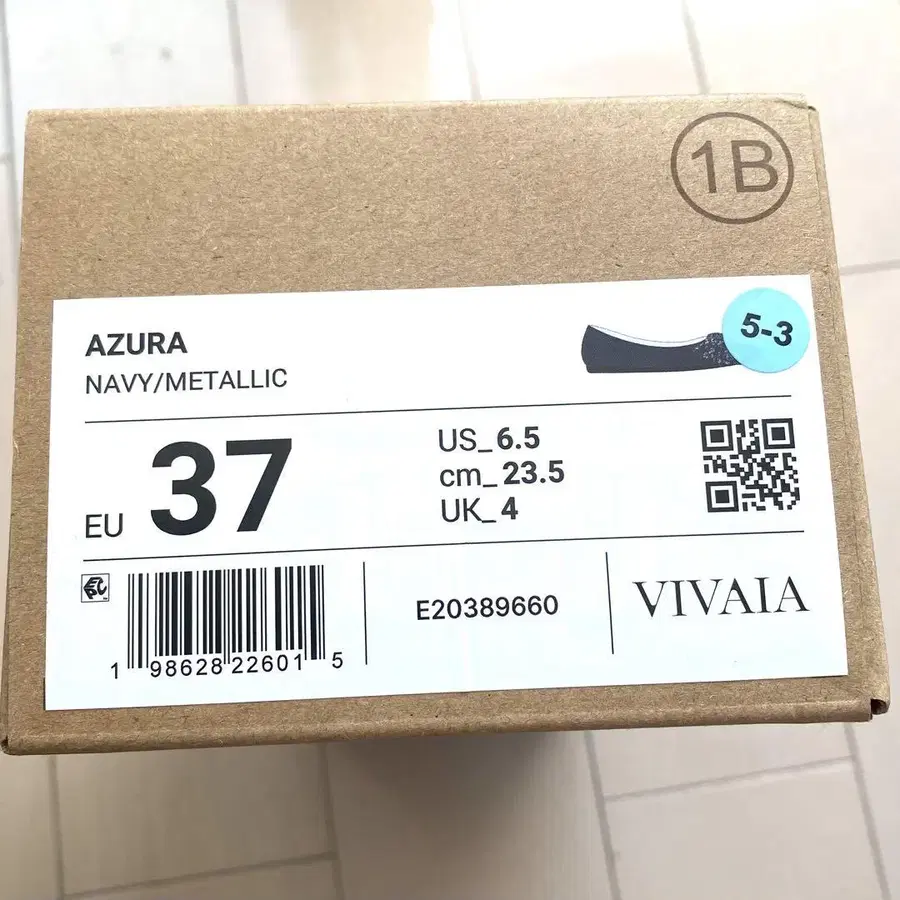 1B
5-3
AZURA
NAVY/METALLIC
EU 37
US_6.5
cm_23.5
UK_4
1 98628 22601 5
E20389660
VIVAIA